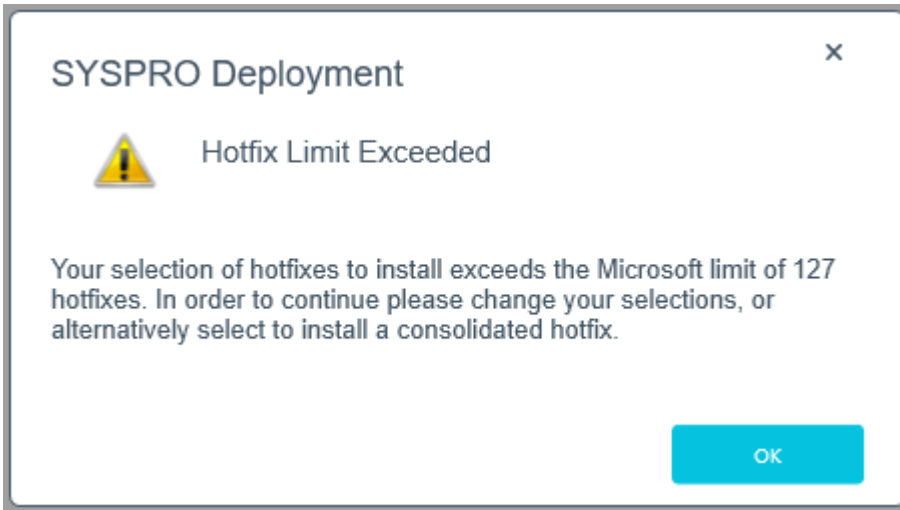 SYSPRO Deployment
Hotfix Limit Exceeded
Your selection of hotfixes to install exceeds the Microsoft limit of 127
hotfixes. In order to continue please change your selections, or
alternatively select to install a consolidated hotfix.
OK